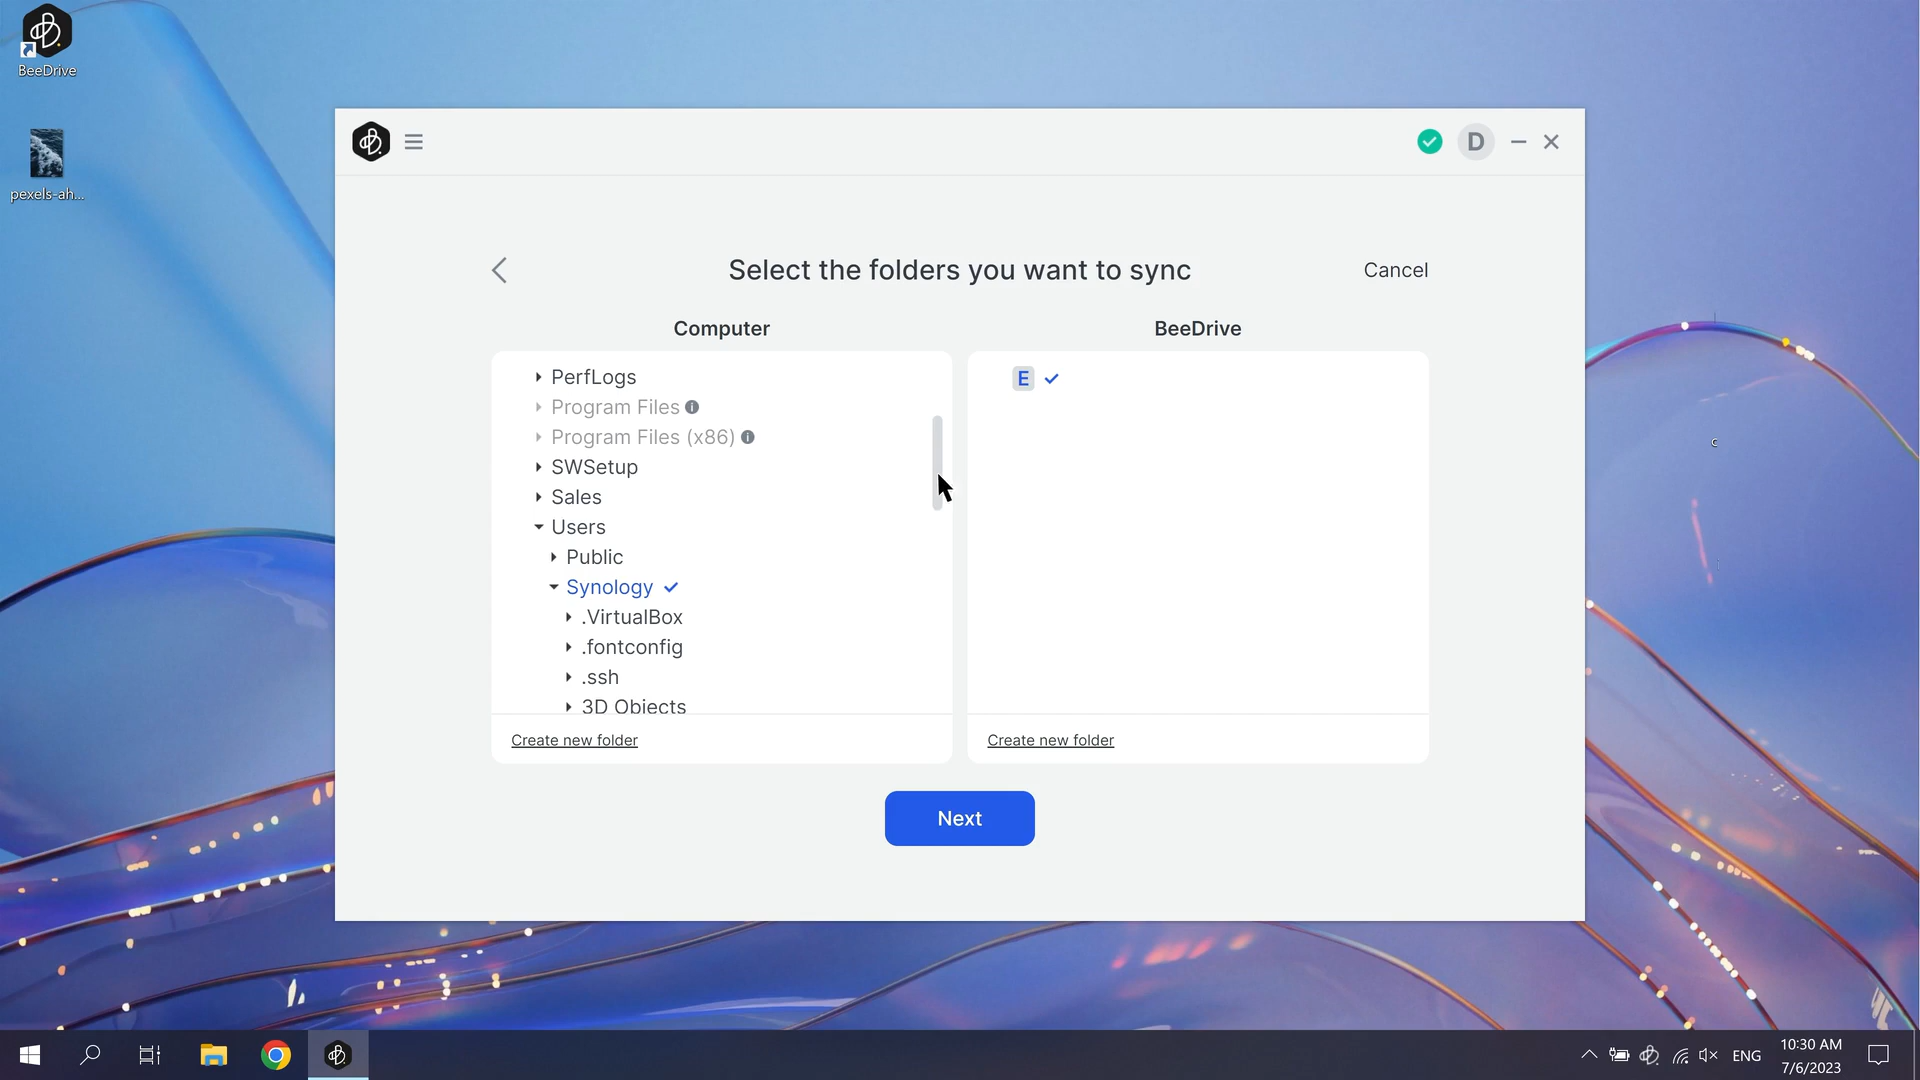 BeeDrive
pexels-ah...
D
Select the folders you want to sync
Cancel
Computer
BeeDrive
PerfLogs
Program Files
Program Files (x86)
SWSetup
Sales
Users
Public
Synology
.VirtualBox
.fontconfig
.ssh
3D Objects
Create new folder
E
Create new folder
Next
ENG
10:30 AM
7/6/2023